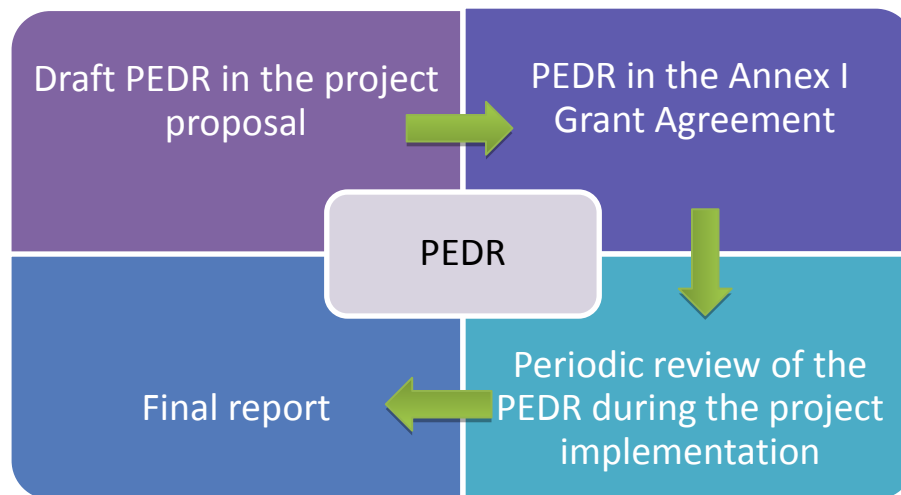 Draft PEDR in the project
proposal
PEDR in the Annex I
Grant Agreement
PEDR
Final report
Periodic review of the
PEDR during the project
implementation